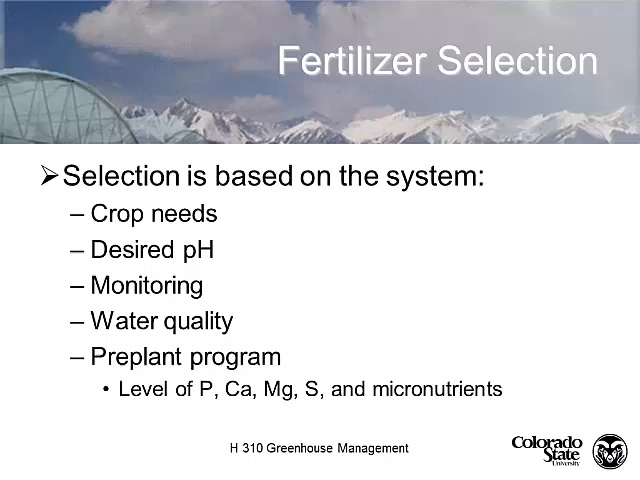 Fertilizer Selection
➢Selection is based on the system:
– Crop needs
– Desired pH
– Monitoring
– Water quality
– Preplant program
• Level of P, Ca, Mg, S, and micronutrients
H 310 Greenhouse Management
Colorado
State
University